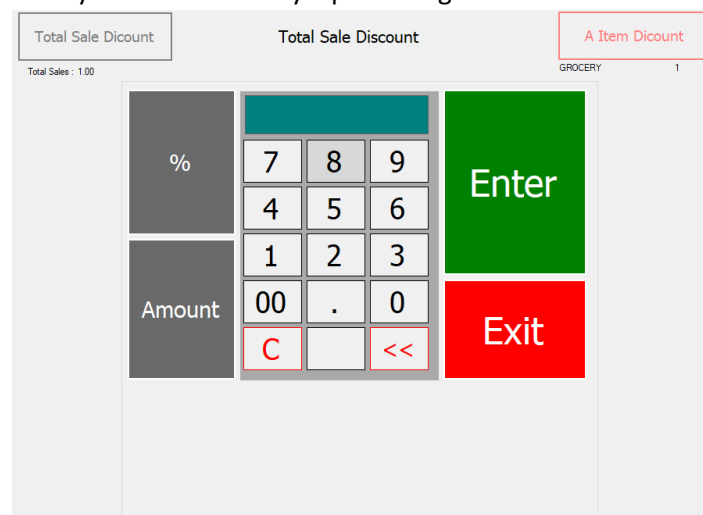 Total Sale Dicount
Total Sale Discount
A Item Dicount
Total Sales : 1.00
GROCERY 1
%
7 8 9
Enter
4 5 6
1 2 3
Amount
00 . 0
Exit
C <<